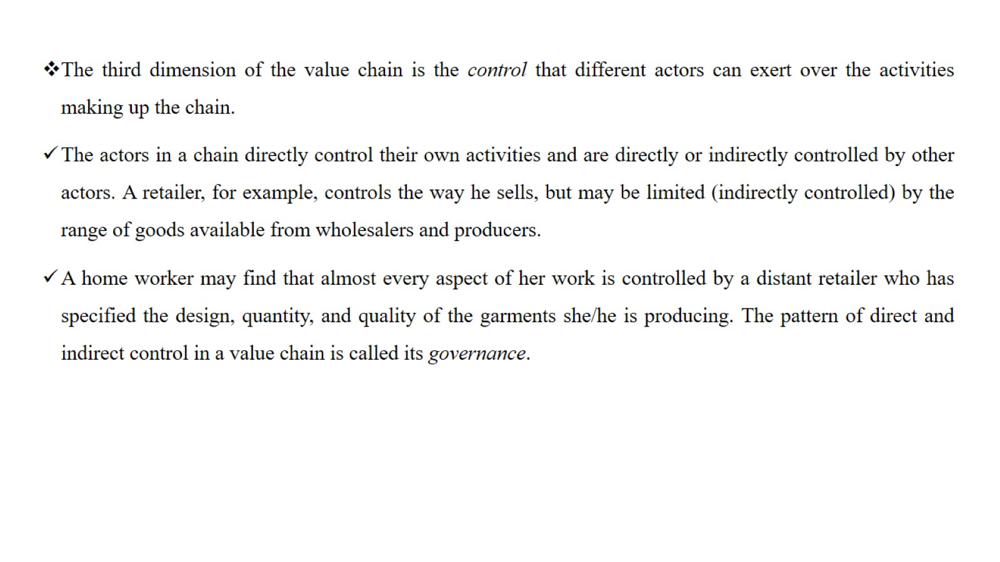 ❖The third dimension of the value chain is the control that different actors can exert over the activities
making up the chain.
✓The actors in a chain directly control their own activities and are directly or indirectly controlled by other
actors. A retailer, for example, controls the way he sells, but may be limited (indirectly controlled) by the
range of goods available from wholesalers and producers.
✓A home worker may find that almost every aspect of her work is controlled by a distant retailer who has
specified the design, quantity, and quality of the garments she/he is producing. The pattern of direct and
indirect control in a value chain is called its governance.